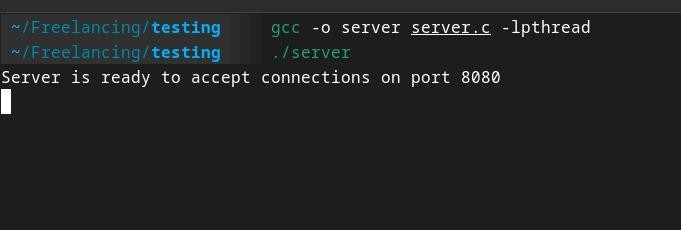 ~/Freelancing/testing gcc -o server server.c -lpthread
~/Freelancing/testing ./server
Server is ready to accept connections on port 8080